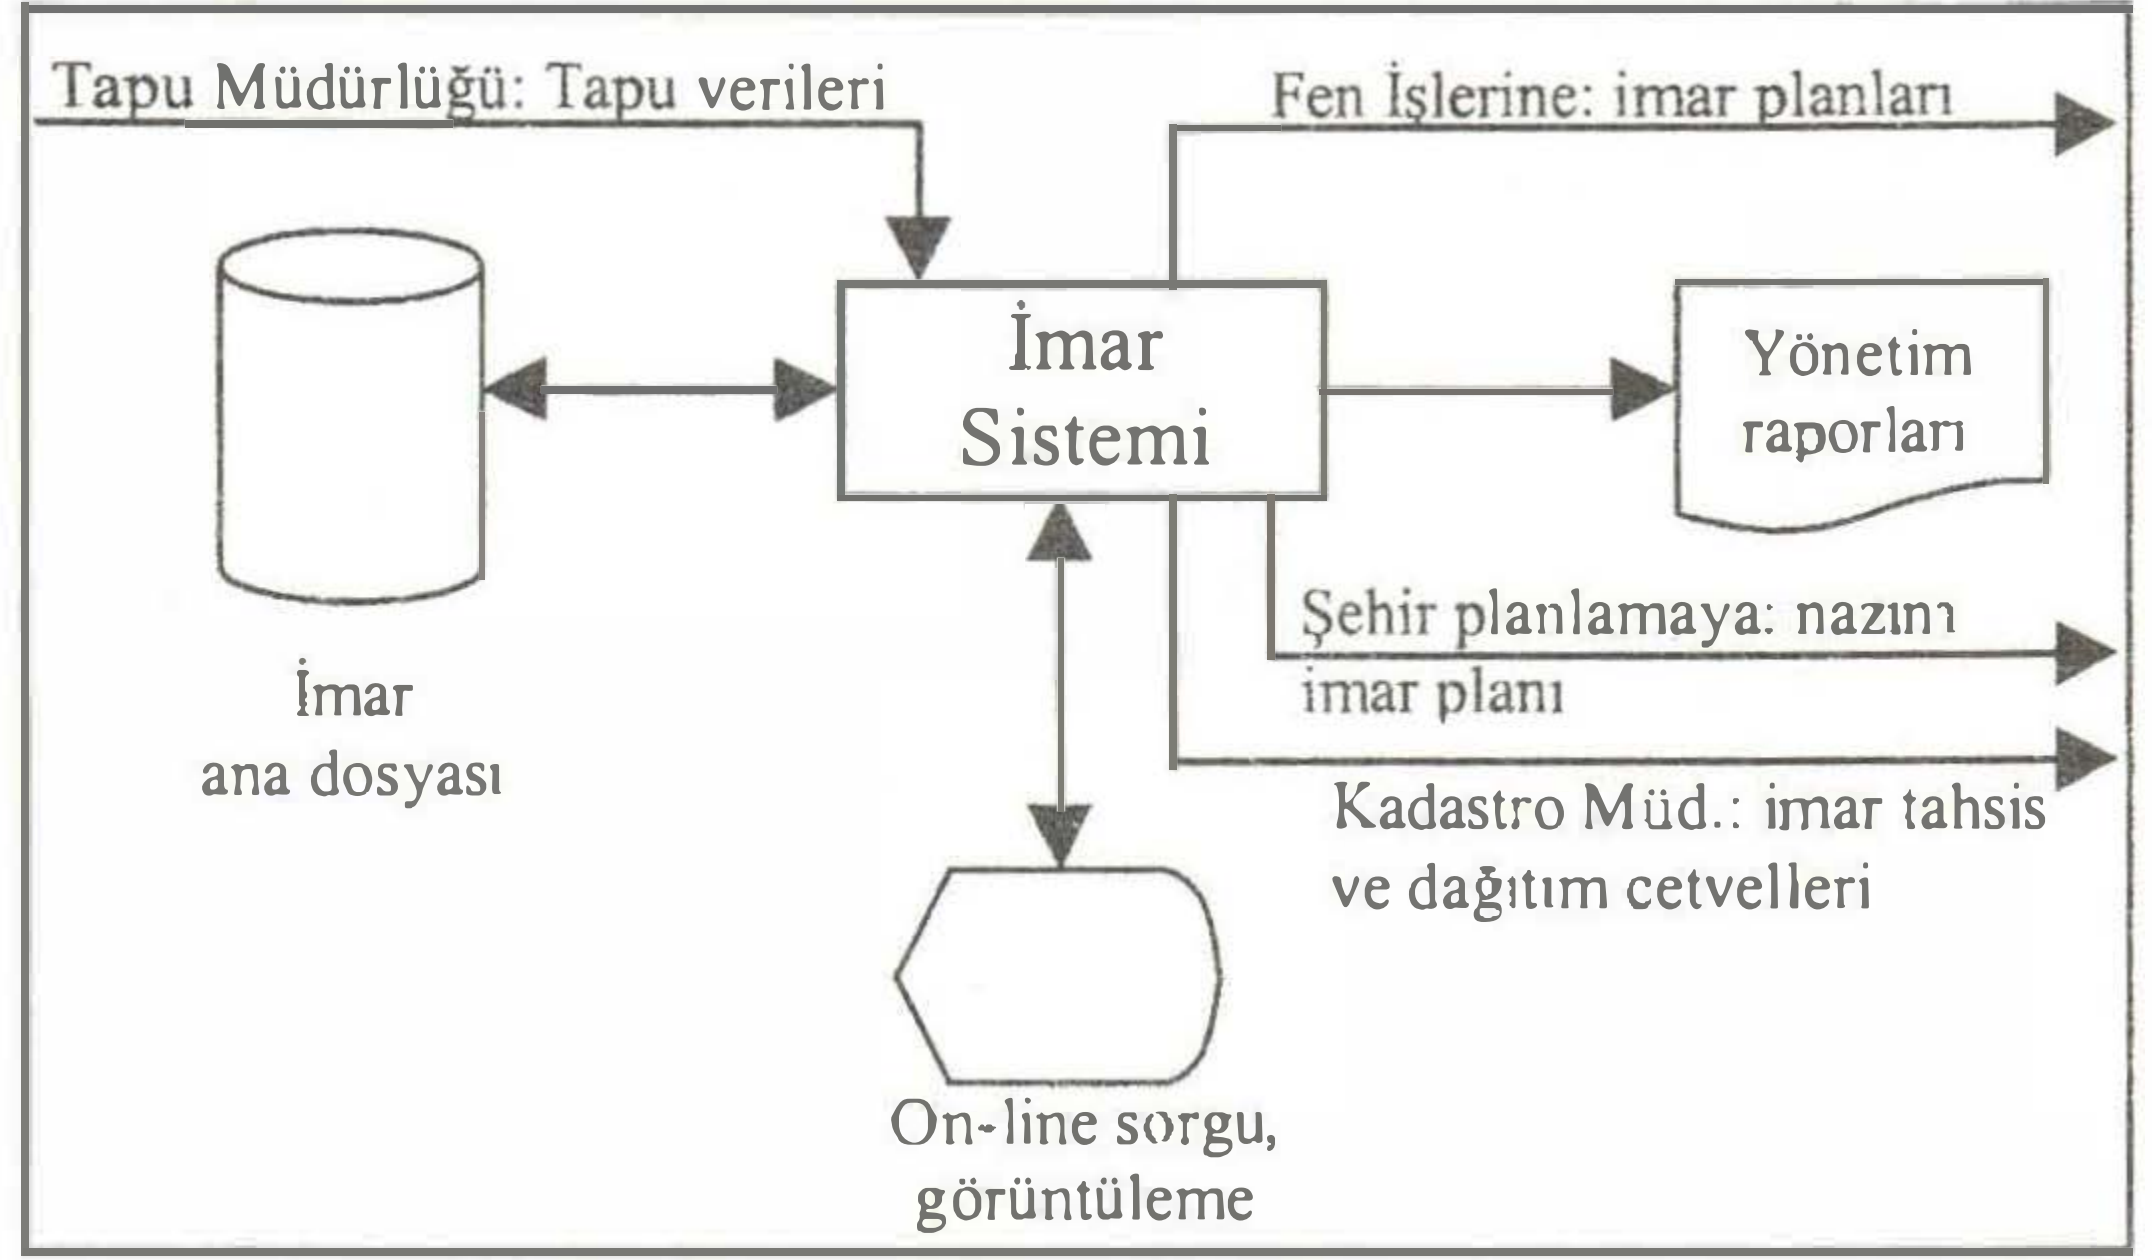 Tapu Müdürlüğü: Tapu verileri
Fen İşlerine: imar planları
İmar
Sistemi
Yönetim
raporları
Şehir planlamaya: nazım
imar planı
İmar
ana dosyası
Kadastro Müd.: imar tahsis
ve dağıtım cetvelleri
On-line sorgu,
görüntüleme